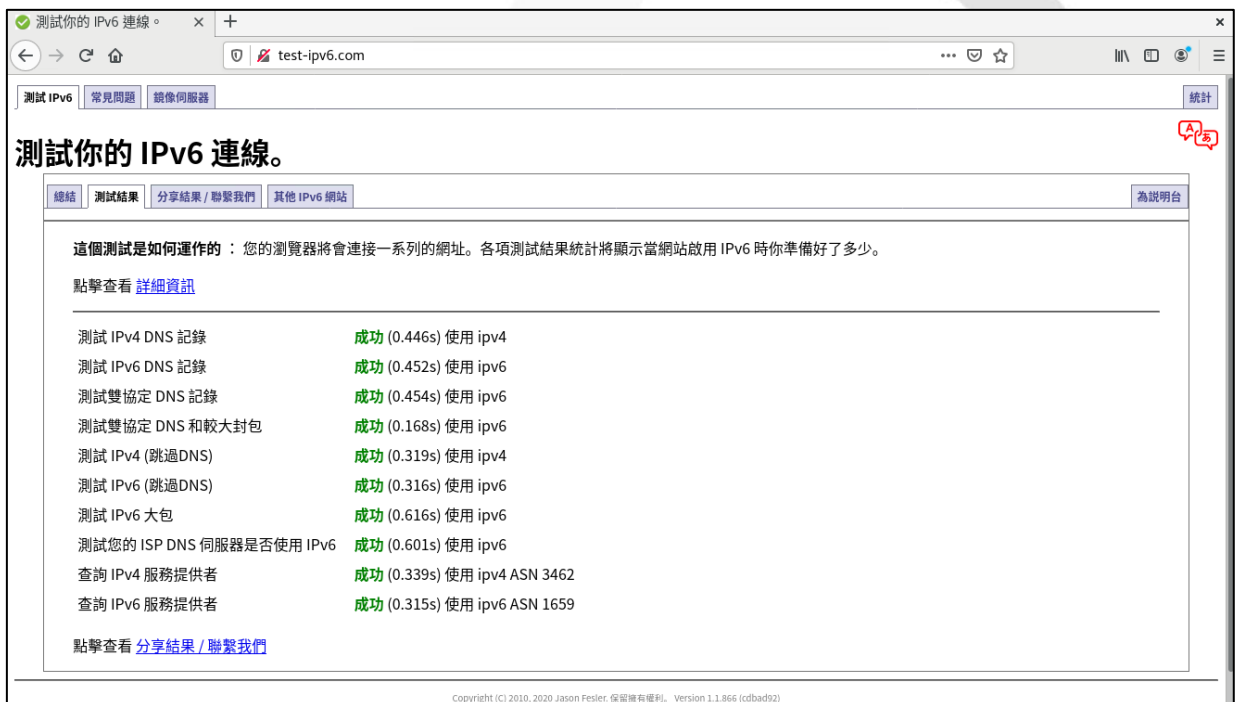 測試你的 IPv6 連線。
test-ipv6.com
測試 IPv6 常見問題 鏡像伺服器 統計
測試你的 IPv6 連線。
總結 測試結果 分享結果 / 聯繫我們 其他 IPv6 網站 為説明台
這個測試是如何運作的 ： 您的瀏覽器將會連接一系列的網址。各項測試結果統計將顯示當網站啟用 IPv6 時你準備好了多少。
點擊查看 詳細資訊
測試 IPv4 DNS 記錄 成功 (0.446s) 使用 ipv4
測試 IPv6 DNS 記錄 成功 (0.452s) 使用 ipv6
測試雙協定 DNS 記錄 成功 (0.454s) 使用 ipv6
測試雙協定 DNS 和較大封包 成功 (0.168s) 使用 ipv6
測試 IPv4 (跳過DNS) 成功 (0.319s) 使用 ipv4
測試 IPv6 (跳過DNS) 成功 (0.316s) 使用 ipv6
測試 IPv6 大包 成功 (0.616s) 使用 ipv6
測試您的 ISP DNS 伺服器是否使用 IPv6 成功 (0.601s) 使用 ipv6
查詢 IPv4 服務提供者 成功 (0.339s) 使用 ipv4 ASN 3462
查詢 IPv6 服務提供者 成功 (0.315s) 使用 ipv6 ASN 1659
點擊查看 分享結果 / 聯繫我們
Copyright (C) 2010, 2020 Jason Fesler. 保留擁有權利。 Version 1.1.866 (cdbad92)